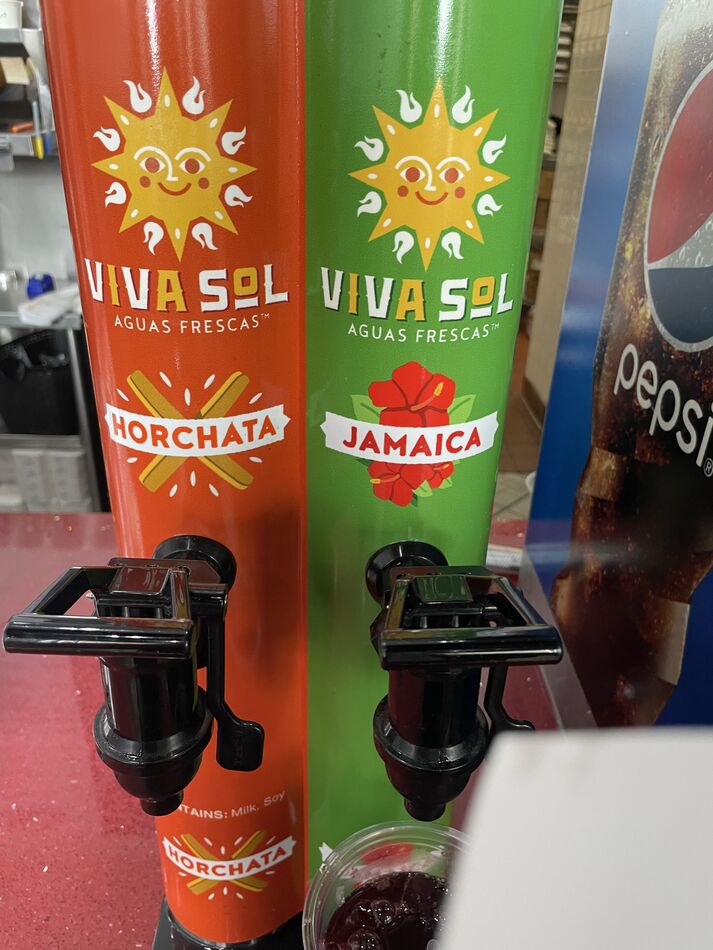 VIVA SOL
AGUAS FRESCAS™
HORCHATA
TAINS: Milk, Soy
HORCHATA
VIVA SOL
AGUAS FRESCAS™
JAMAICA
pepsi®